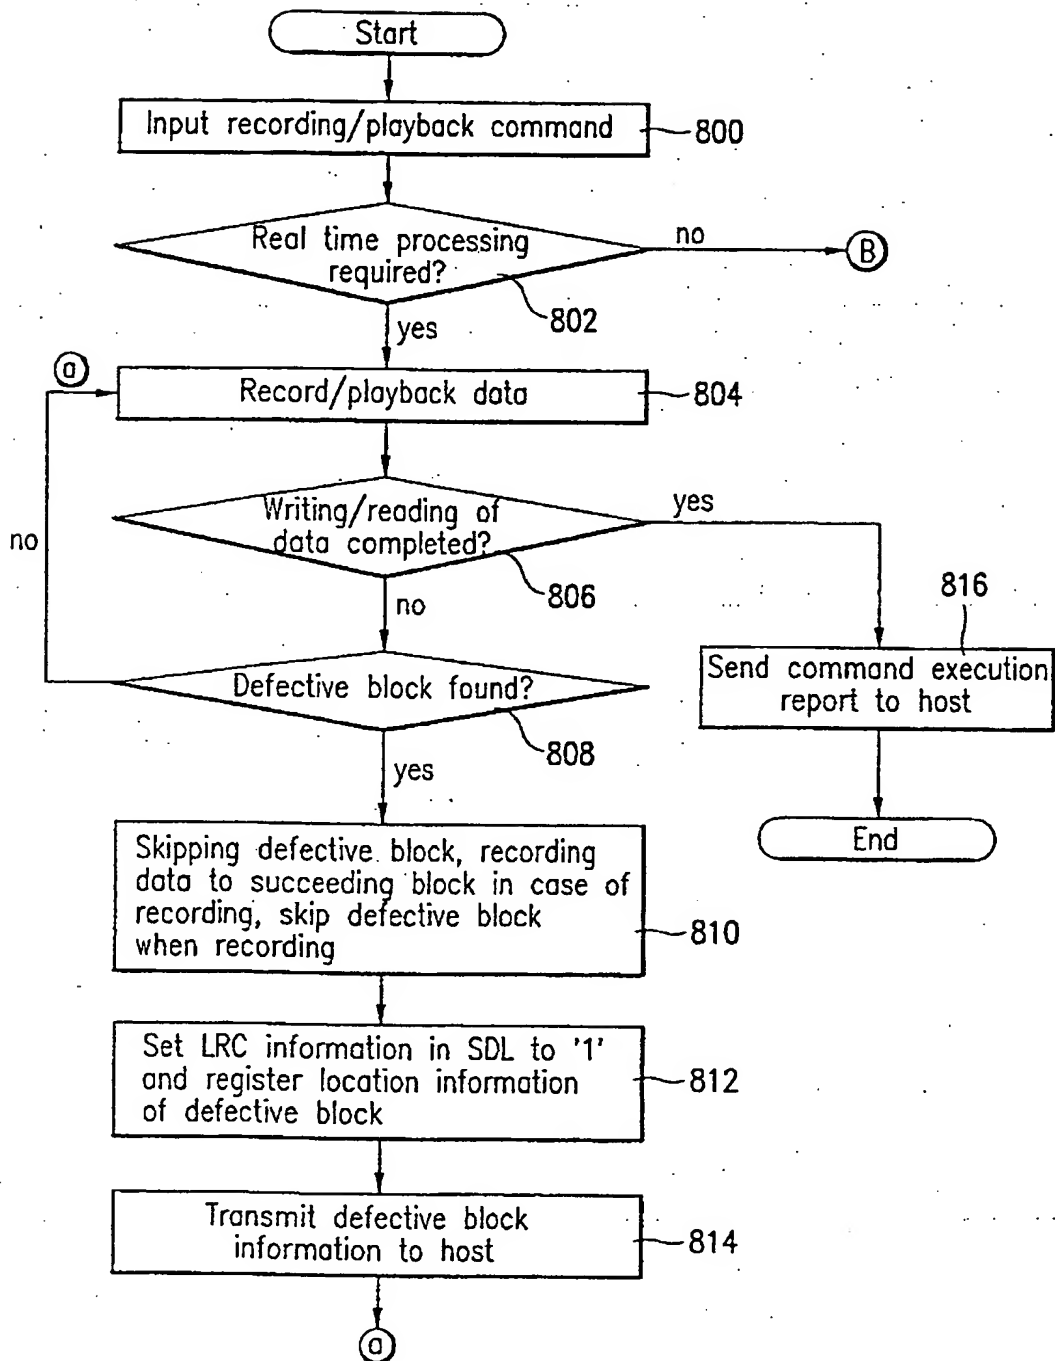 Start
Input recording/playback command
800
Real time processing
required?
no
B
802
yes
a
Record/playback data
804
Writing/reading of
data completed?
yes
no
806
no
816
Send command execution
report to host
Defective block found?
808
yes
End
Skipping defective block, recording
data to succeeding block in case of
recording, skip defective block
when recording
810
Set LRC information in SDL to '1'
and register location information
of defective block
812
Transmit defective block
information to host
814
a